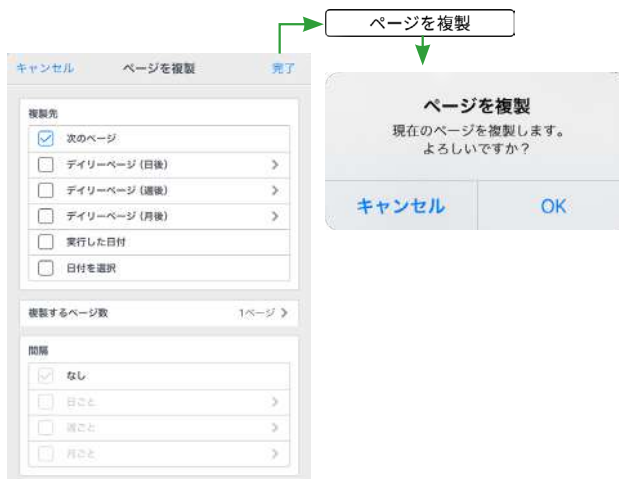 ページを複製
キャンセル ページを複製 完了
複製先
次のページ
デイリーページ (日後)
デイリーページ (週後)
デイリーページ (月後)
実行した日付
日付を選択
複製するページ数 1ページ
間隔
なし
日ごと
週ごと
月ごと
ページを複製
現在のページを複製します。
よろしいですか？
キャンセル OK